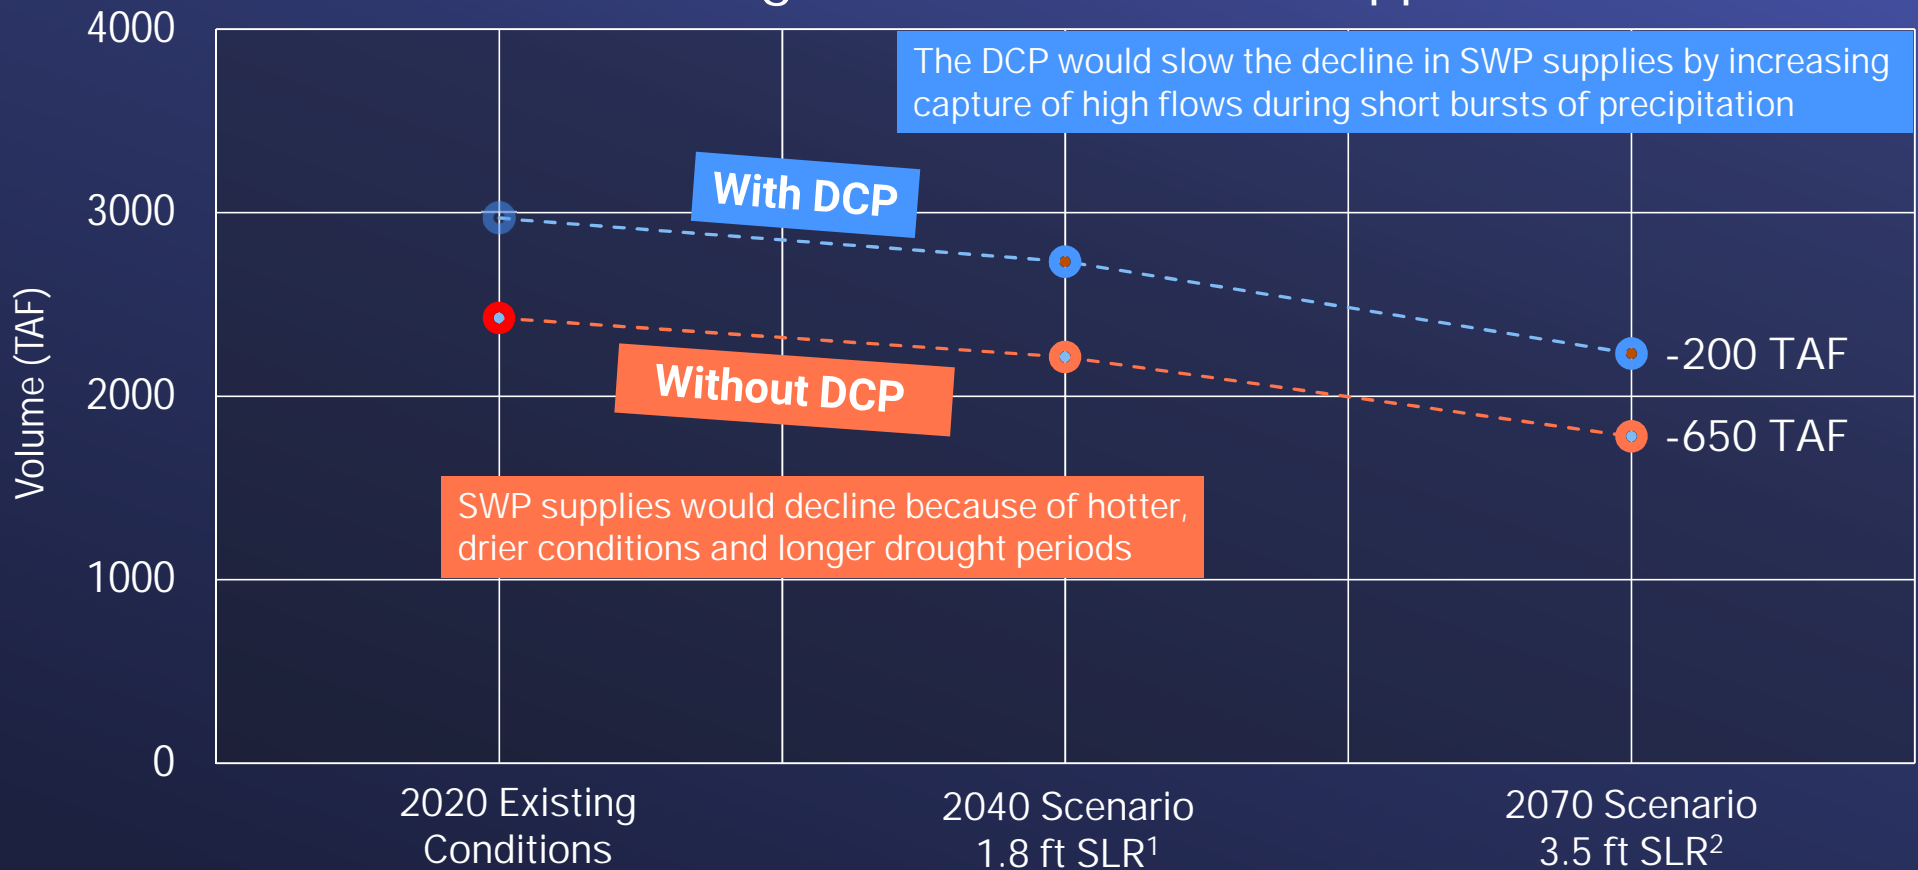 4000
The DCP would slow the decline in SWP supplies by increasing
capture of high flows during short bursts of precipitation
With DCP
3000
Volume (TAF)
-200 TAF
Without DCP
2000
-650 TAF
SWP supplies would decline because of hotter,
drier conditions and longer drought periods
1000
0
2020 Existing
Conditions
2040 Scenario
1.8 ft SLR¹
2070 Scenario
3.5 ft SLR²